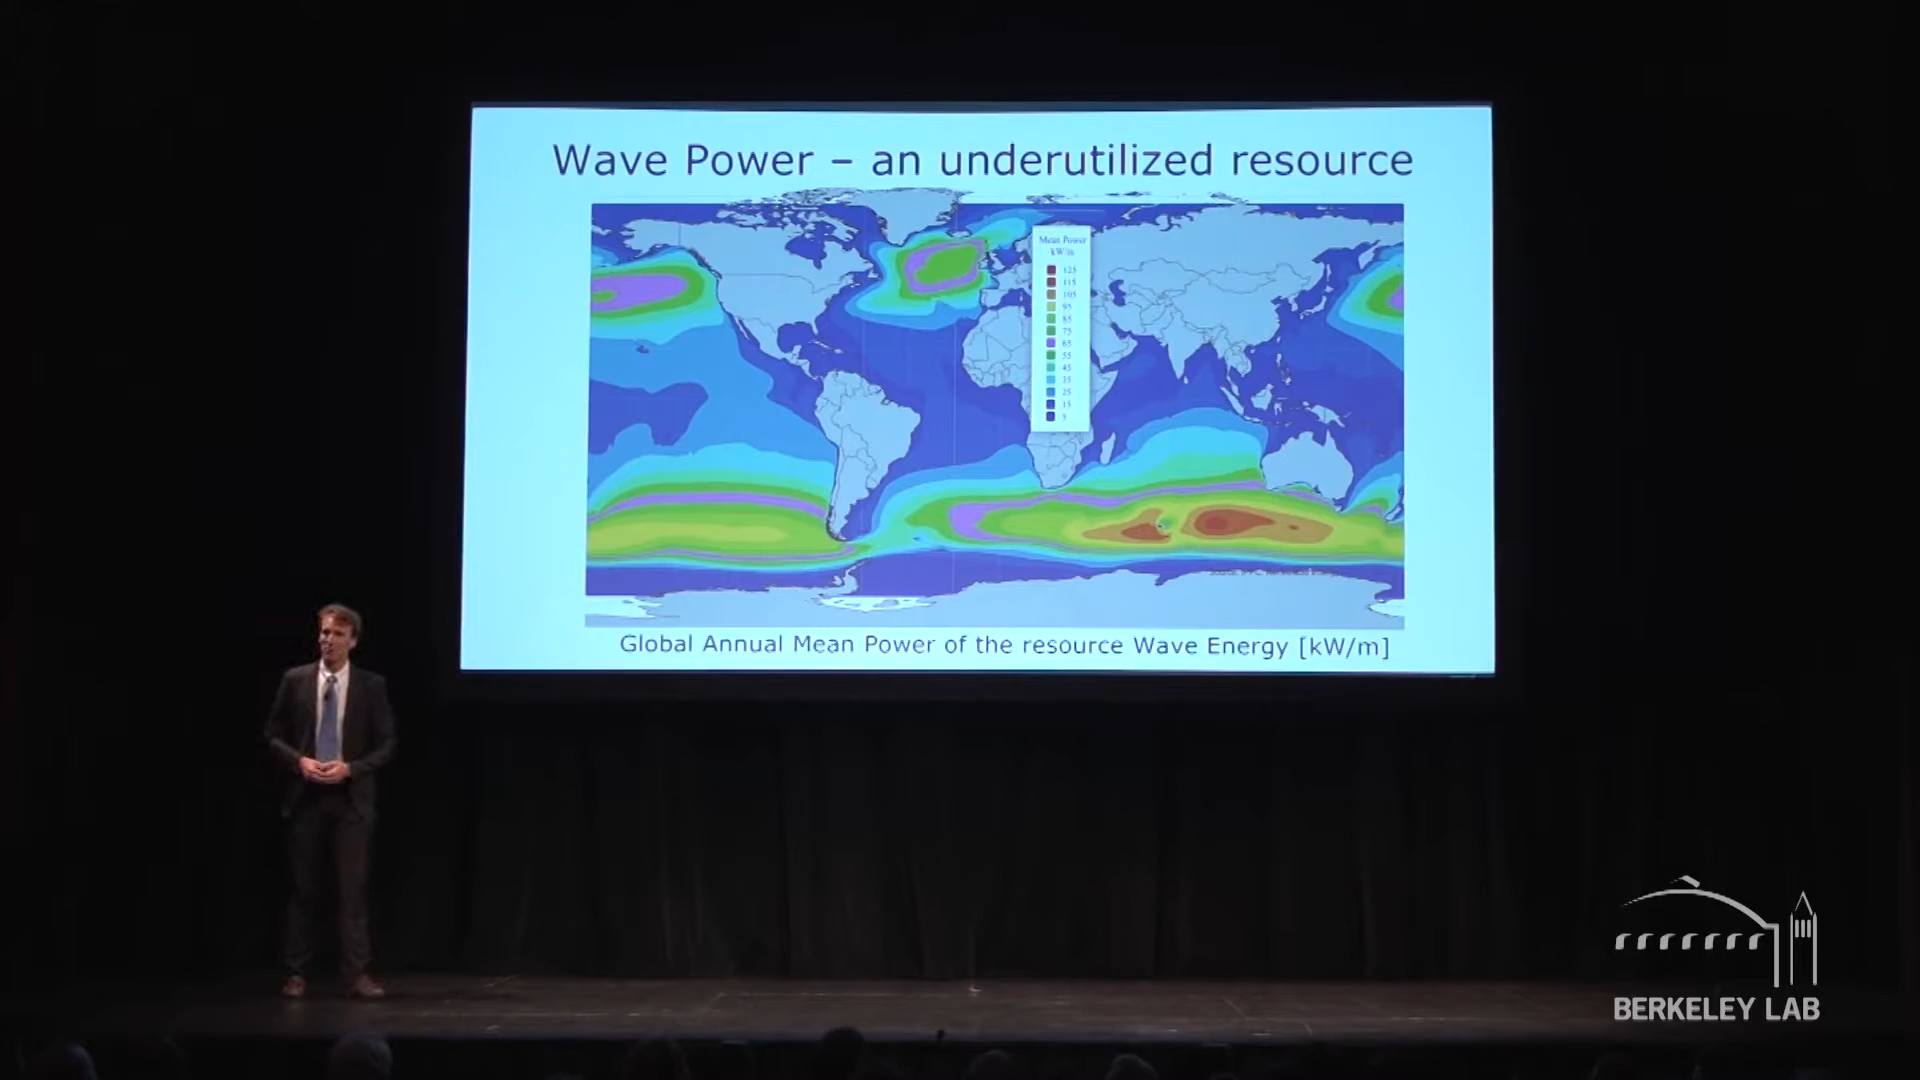 Wave Power – an underutilized resource
Mean Power
kW/m
125
115
105
95
85
75
65
55
45
35
25
15
5
Global Annual Mean Power of the resource Wave Energy [kW/m]
BERKELEY LAB